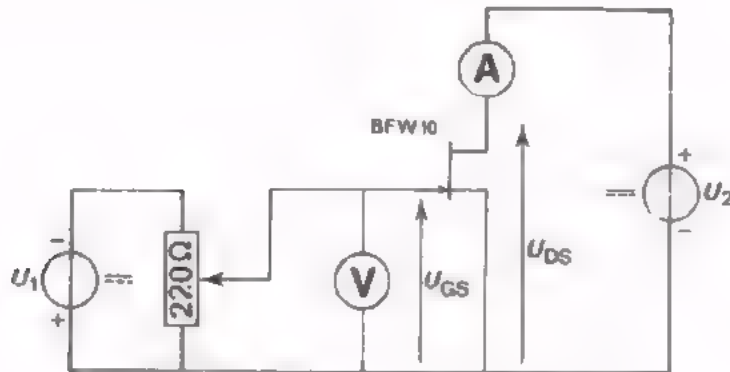 A
BFW10
+
U2
-
-
U1
+
220Ω
V
UGS
UDS